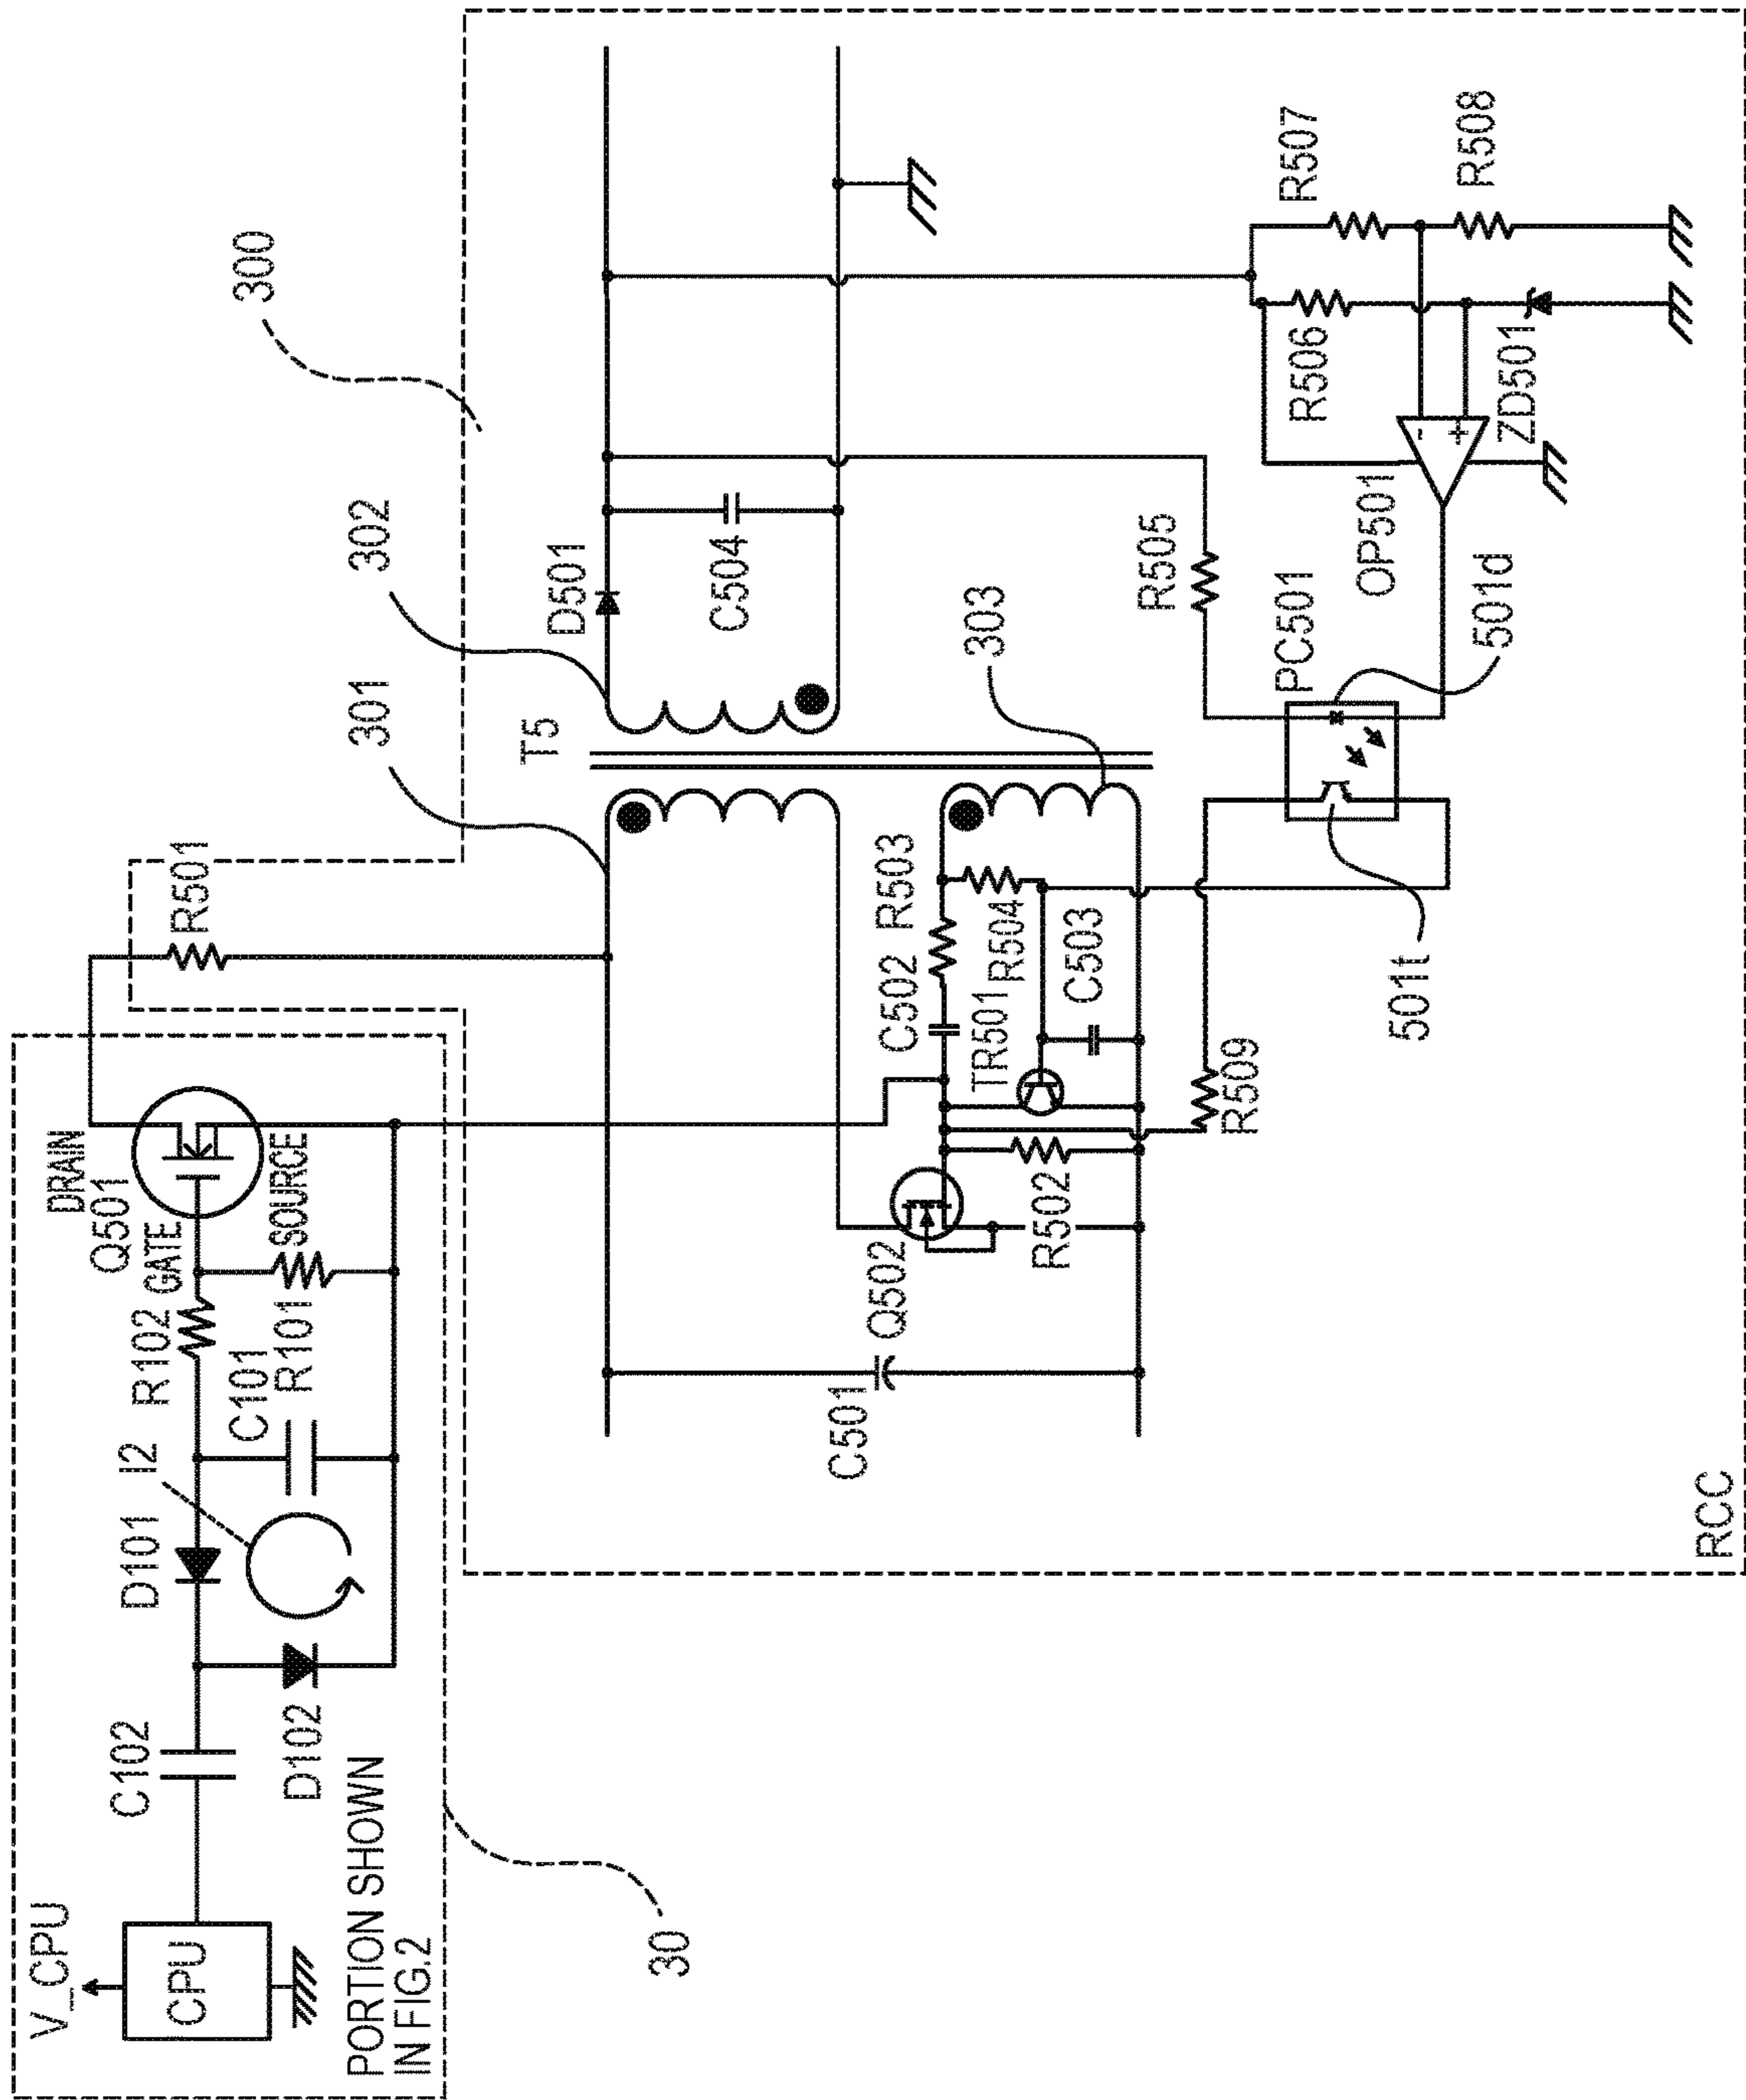 V_CPU
CPU
PORTION SHOWN
IN FIG.2
C102
D102
D101
I2
C101
R101
R102
GATE
Q501
DRAIN
SOURCE
30
R501
300
301
302
T5
D501
C504
303
C501
Q502
R502
C502
R503
TR501
R504
C503
R509
501t
PC501
501d
R505
OP501
-
+
R506
ZD501
R507
R508
RCC